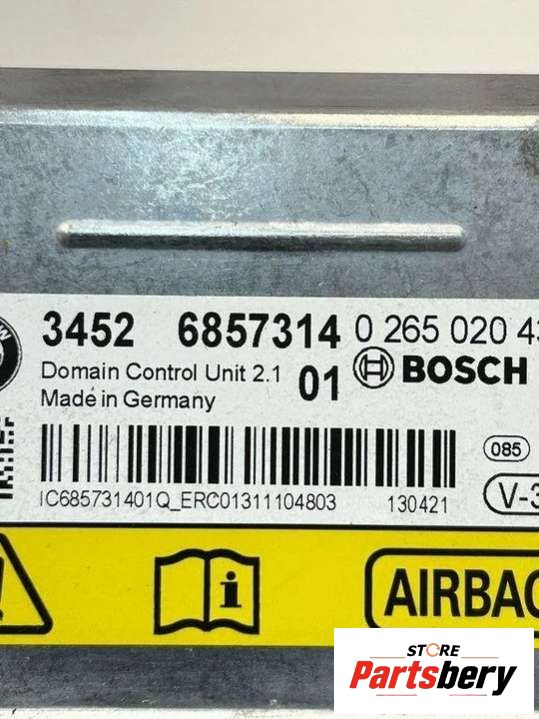 3452 6857314 0 265 020 43
Domain Control Unit 2.1 01 BOSCH
Made in Germany
085
IC685731401Q_ERC01311104803 130421
V-3
AIRBAG
STORE
Partsbery